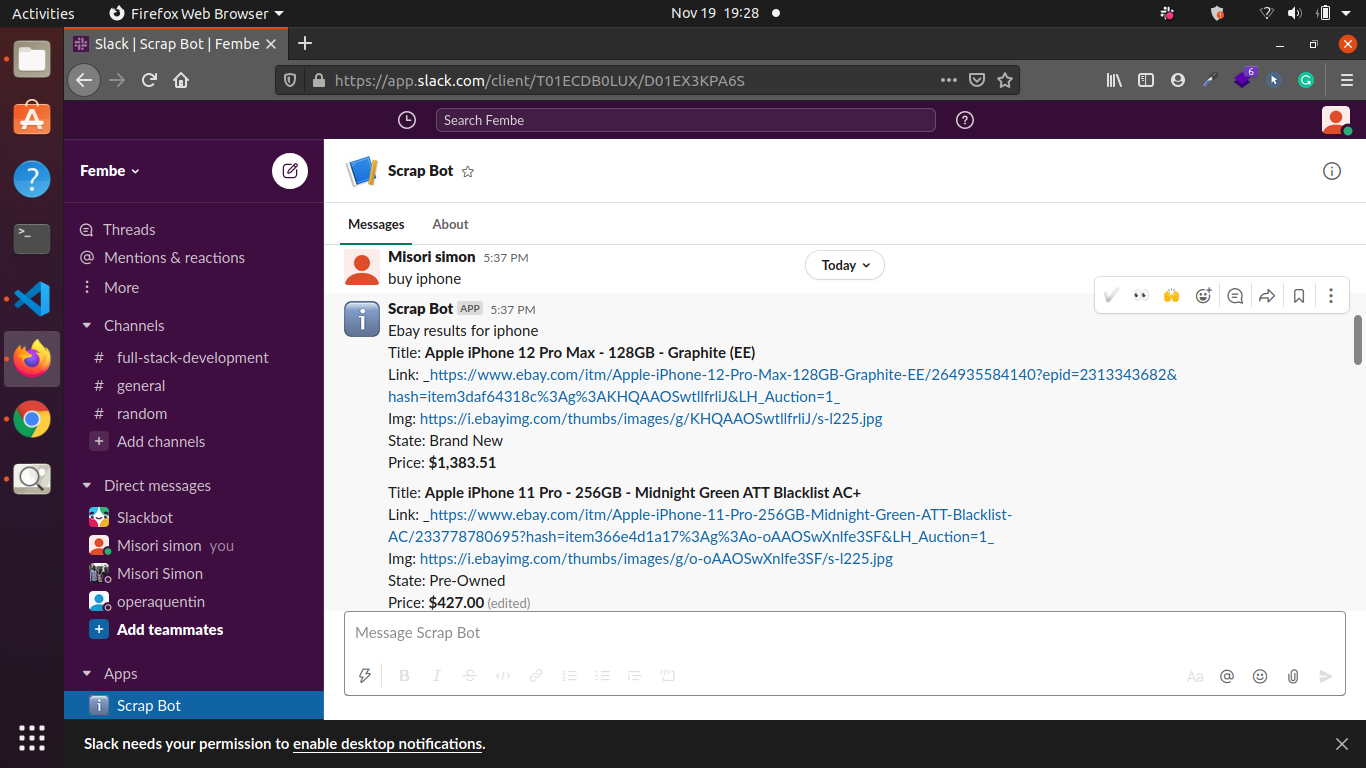 Activities
Firefox Web Browser
Nov 19 19:28
Slack | Scrap Bot | Fembe
https://app.slack.com/client/T01ECDB0LUX/D01EX3KPA6S
6
Search Fembe
Fembe
Threads
Mentions & reactions
More
Channels
# full-stack-development
# general
# random
+ Add channels
Direct messages
Slackbot
Misori simon you
Misori Simon
operaquentin
+ Add teammates
Apps
Scrap Bot
Scrap Bot
Messages
About
Today
Misori simon 5:37 PM
buy iphone
Scrap Bot APP 5:37 PM
Ebay results for iphone
Title: Apple iPhone 12 Pro Max - 128GB - Graphite (EE)
Link: _https://www.ebay.com/itm/Apple-iPhone-12-Pro-Max-128GB-Graphite-EE/264935584140?epid=2313343682&
hash=item3daf64318c%3Ag%3AKHQAAOSwtllfrliJ&LH_Auction=1_
Img: https://i.ebayimg.com/thumbs/images/g/KHQAAOSwtllfrliJ/s-l225.jpg
State: Brand New
Price: $1,383.51
Title: Apple iPhone 11 Pro - 256GB - Midnight Green ATT Blacklist AC+
Link: _https://www.ebay.com/itm/Apple-iPhone-11-Pro-256GB-Midnight-Green-ATT-Blacklist-
AC/233778780695?hash=item366e4d1a17%3Ag%3Ao-oAAOSwXnlfe3SF&LH_Auction=1_
Img: https://i.ebayimg.com/thumbs/images/g/o-oAAOSwXnlfe3SF/s-l225.jpg
State: Pre-Owned
Price: $427.00 (edited)
Message Scrap Bot
B I S </> Aa @
Slack needs your permission to enable desktop notifications.